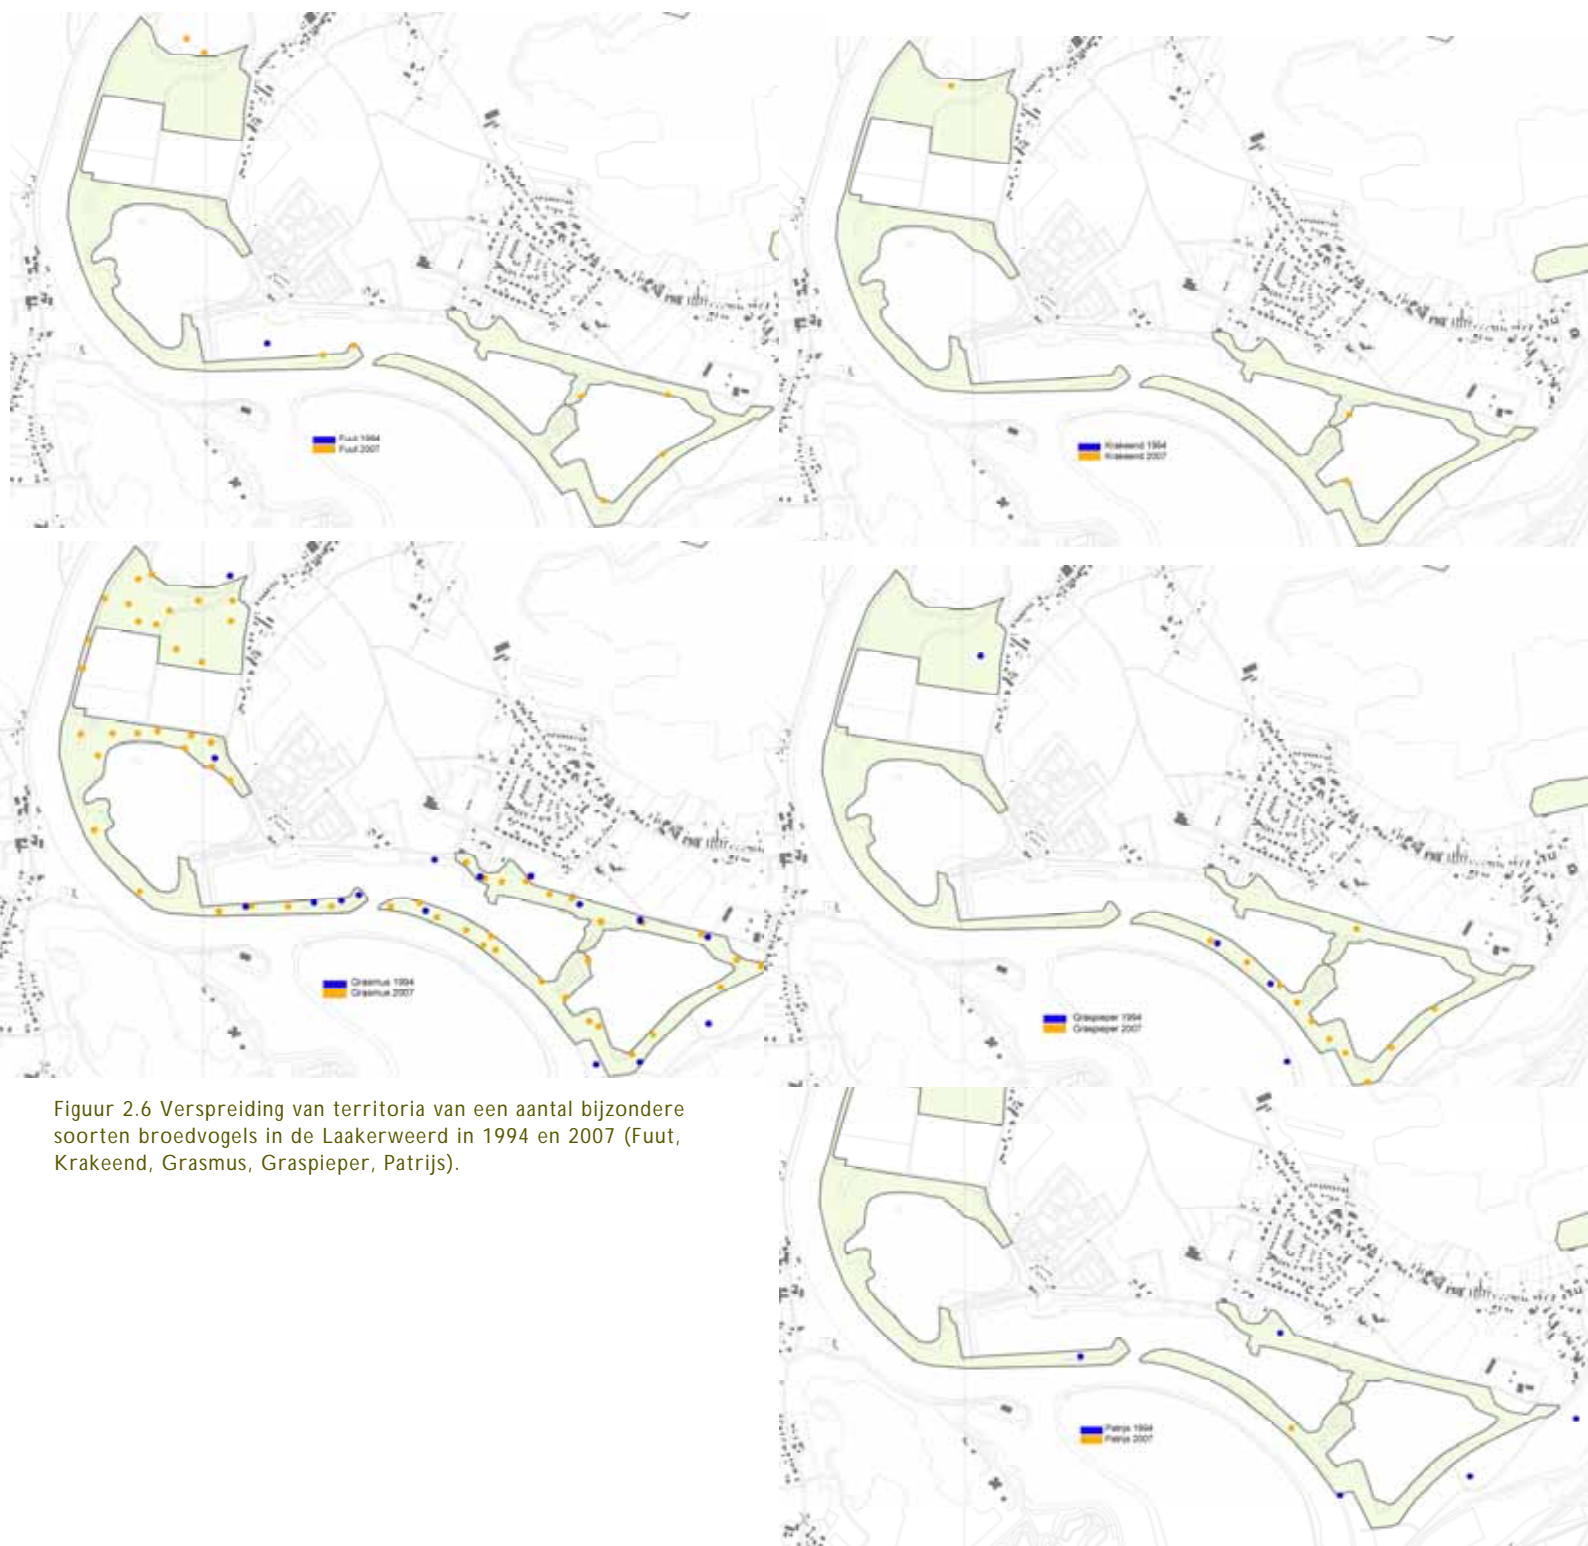 Fuut 1994
Fuut 2007
Krakeend 1994
Krakeend 2007
Grasmus 1994
Grasmus 2007
Graspieper 1994
Graspieper 2007
Figuur 2.6 Verspreiding van territoria van een aantal bijzondere
soorten broedvogels in de Laakerweerd in 1994 en 2007 (Fuut,
Krakeend, Grasmus, Graspieper, Patrijs).
Patrijs 1994
Patrijs 2007